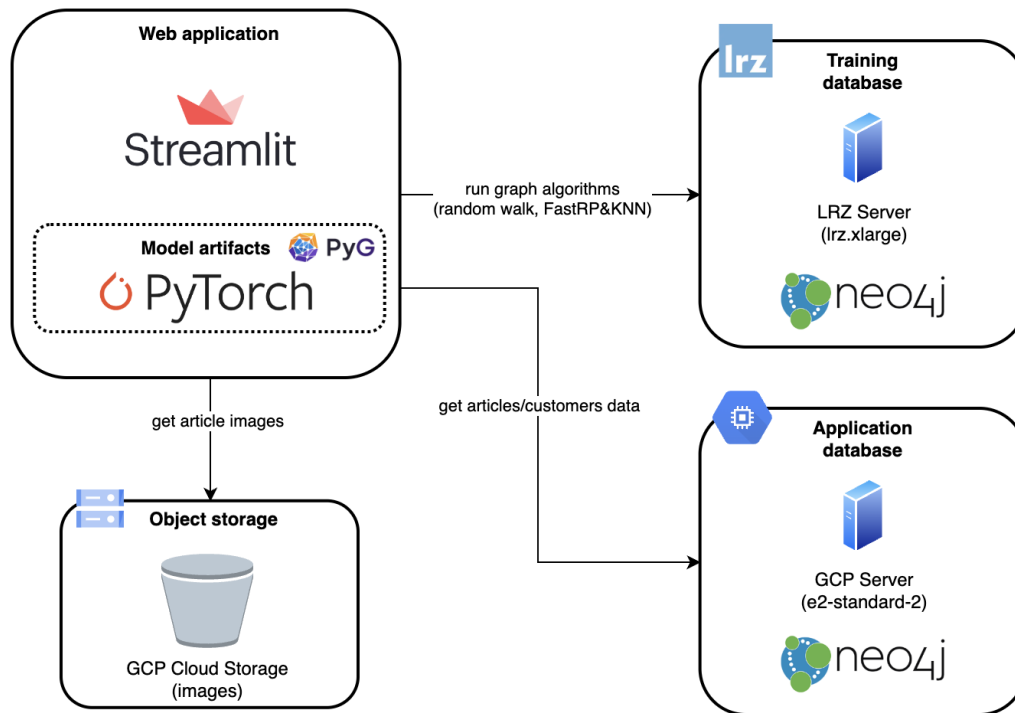 Web application
Streamlit
Model artifacts
PyG
PyTorch
run graph algorithms
(random walk, FastRP&KNN)
lrz
Training
database
LRZ Server
(lrz.xlarge)
neo4j
get article images
get articles/customers data
Object storage
GCP Cloud Storage
(images)
Application
database
GCP Server
(e2-standard-2)
neo4j